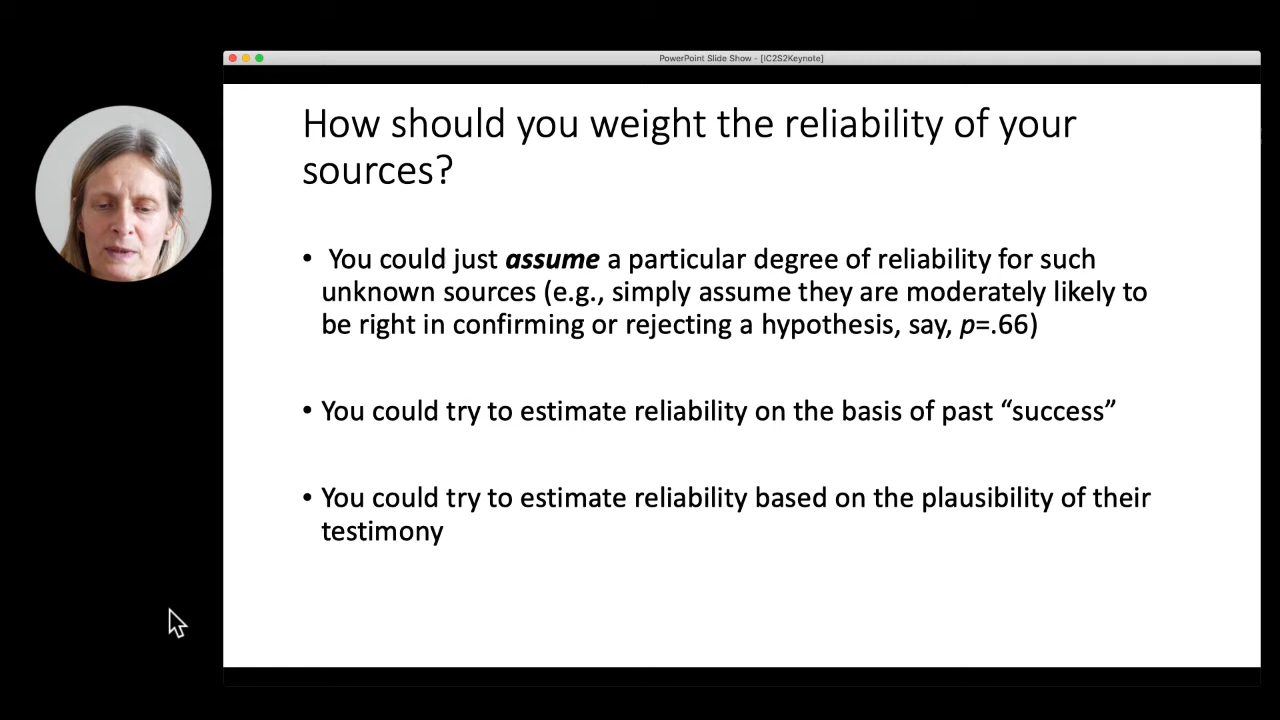 PowerPoint Slide Show - [IC2S2Keynote]
How should you weight the reliability of your
sources?
• You could just assume a particular degree of reliability for such
unknown sources (e.g., simply assume they are moderately likely to
be right in confirming or rejecting a hypothesis, say, p=.66)
• You could try to estimate reliability on the basis of past “success”
• You could try to estimate reliability based on the plausibility of their
testimony